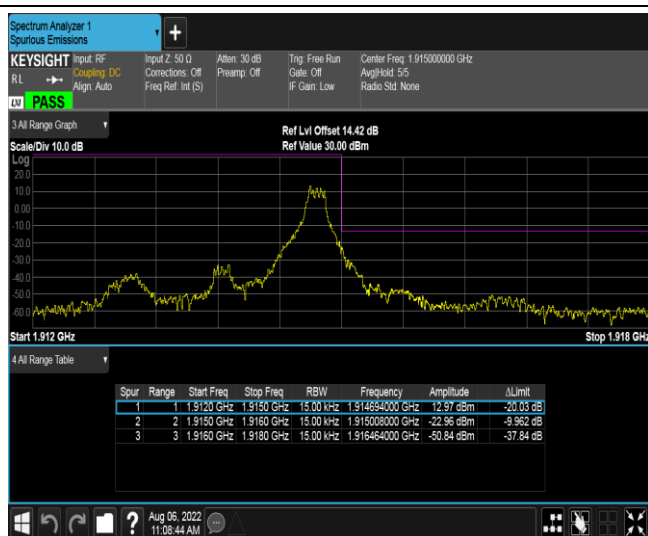 Spectrum Analyzer 1
Spurious Emissions
+
KEYSIGHT Input: RF Input Z: 50 Ω Atten: 30 dB Trig: Free Run Center Freq: 1.915000000 GHz
RL Coupling: DC Corrections: Off Preamp: Off Gate: Off Avg|Hold: 5/5
Align: Auto Freq Ref: Int (S) IF Gain: Low Radio Std: None
LXI PASS
3 All Range Graph
Ref Lvl Offset 14.42 dB
Scale/Div 10.0 dB Ref Value 30.00 dBm
Log
20.0
10.0
0.00
-10.0
-20.0
-30.0
-40.0
-50.0
-60.0
Start 1.912 GHz Stop 1.918 GHz
4 All Range Table
Spur Range Start Freq Stop Freq RBW Frequency Amplitude ΔLimit
1 1 1.9120 GHz 1.9150 GHz 15.00 kHz 1.914694000 GHz 12.97 dBm -20.03 dB
2 2 1.9150 GHz 1.9160 GHz 15.00 kHz 1.915008000 GHz -22.96 dBm -9.962 dB
3 3 1.9160 GHz 1.9180 GHz 15.00 kHz 1.916464000 GHz -50.84 dBm -37.84 dB
? Aug 06, 2022
11:08:44 AM